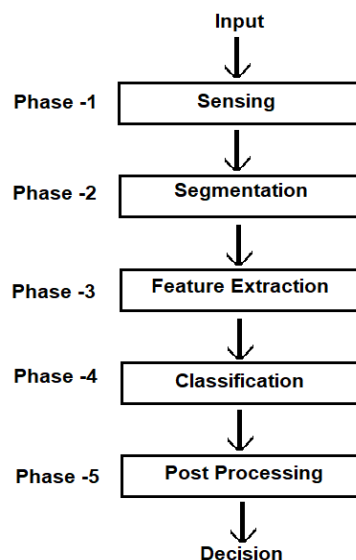 Input
Phase -1
Sensing
Phase -2
Segmentation
Phase -3
Feature Extraction
Phase -4
Classification
Phase -5
Post Processing
Decision